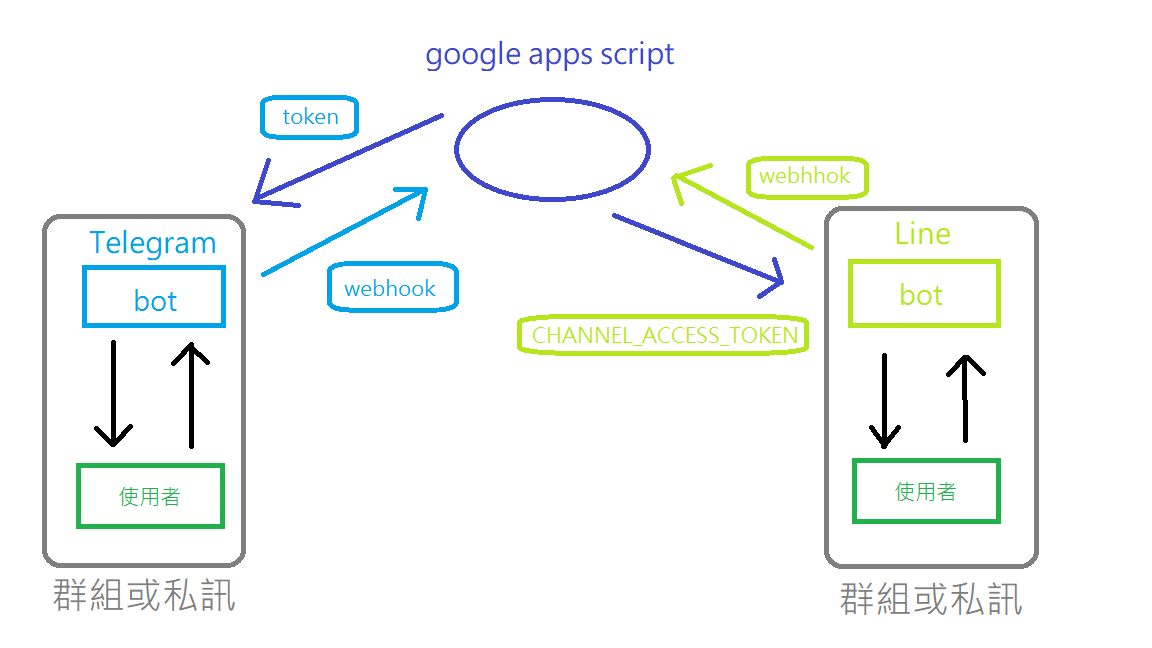 google apps script
token
webhhok
Telegram
Line
bot
webhook
bot
CHANNEL_ACCESS_TOKEN
使用者
使用者
群組或私訊
群組或私訊